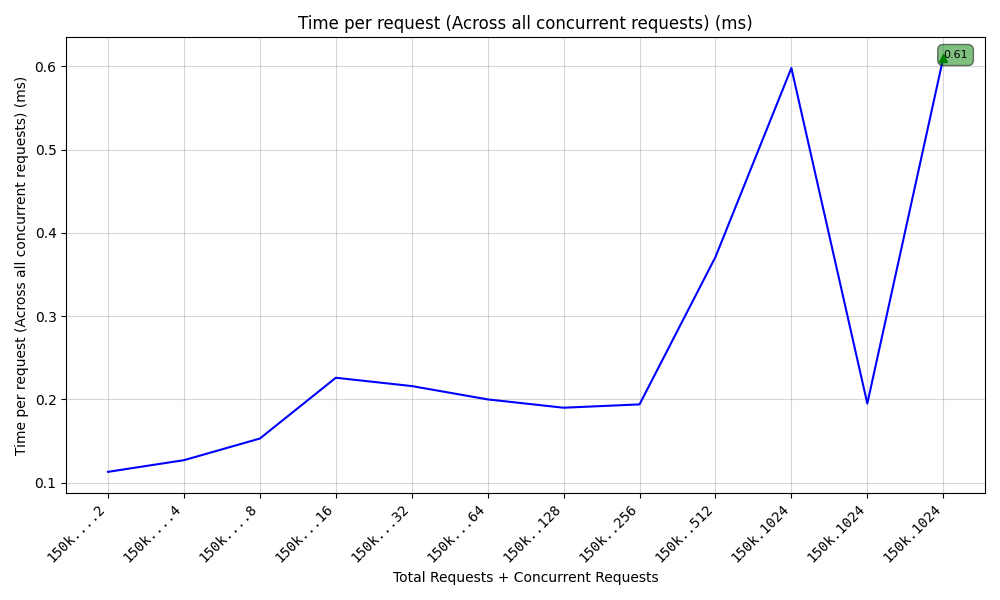 Time per request (Across all concurrent requests) (ms)
0.61
Time per request (Across all concurrent requests) (ms)
0.6
0.5
0.4
0.3
0.2
0.1
150k....2
150k....4
150k....8
150k...16
150k...32
150k...64
150k..128
150k..256
150k..512
150k.1024
150k.1024
150k.1024
Total Requests + Concurrent Requests